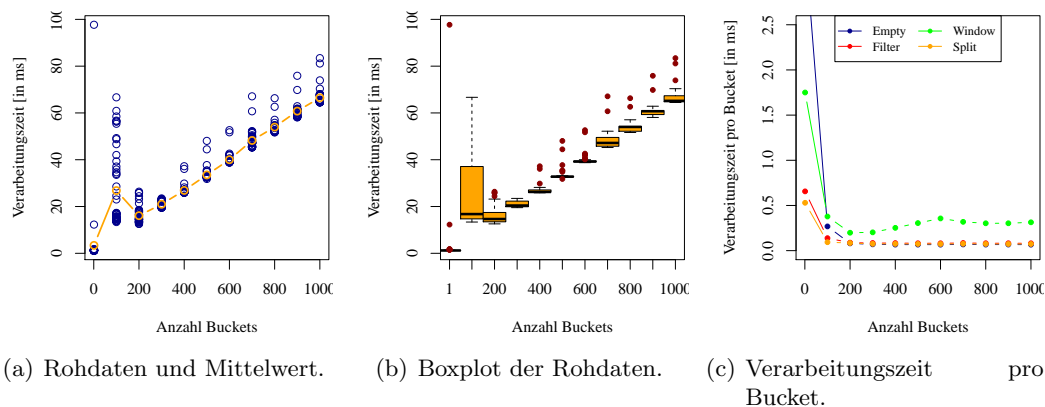 100
80
60
40
20
0
Verarbeitungszeit [in ms]
0 200 400 600 800 1000
Anzahl Buckets
(a) Rohdaten und Mittelwert.
100
80
60
40
20
0
Verarbeitungszeit [in ms]
1 200 400 600 800 1000
Anzahl Buckets
(b) Boxplot der Rohdaten.
2.5
2.0
1.5
1.0
0.5
0.0
Verarbeitungszeit pro Bucket [in ms]
Empty Window
Filter Split
0 200 400 600 800 1000
Anzahl Buckets
(c) Verarbeitungszeit pro
Bucket.